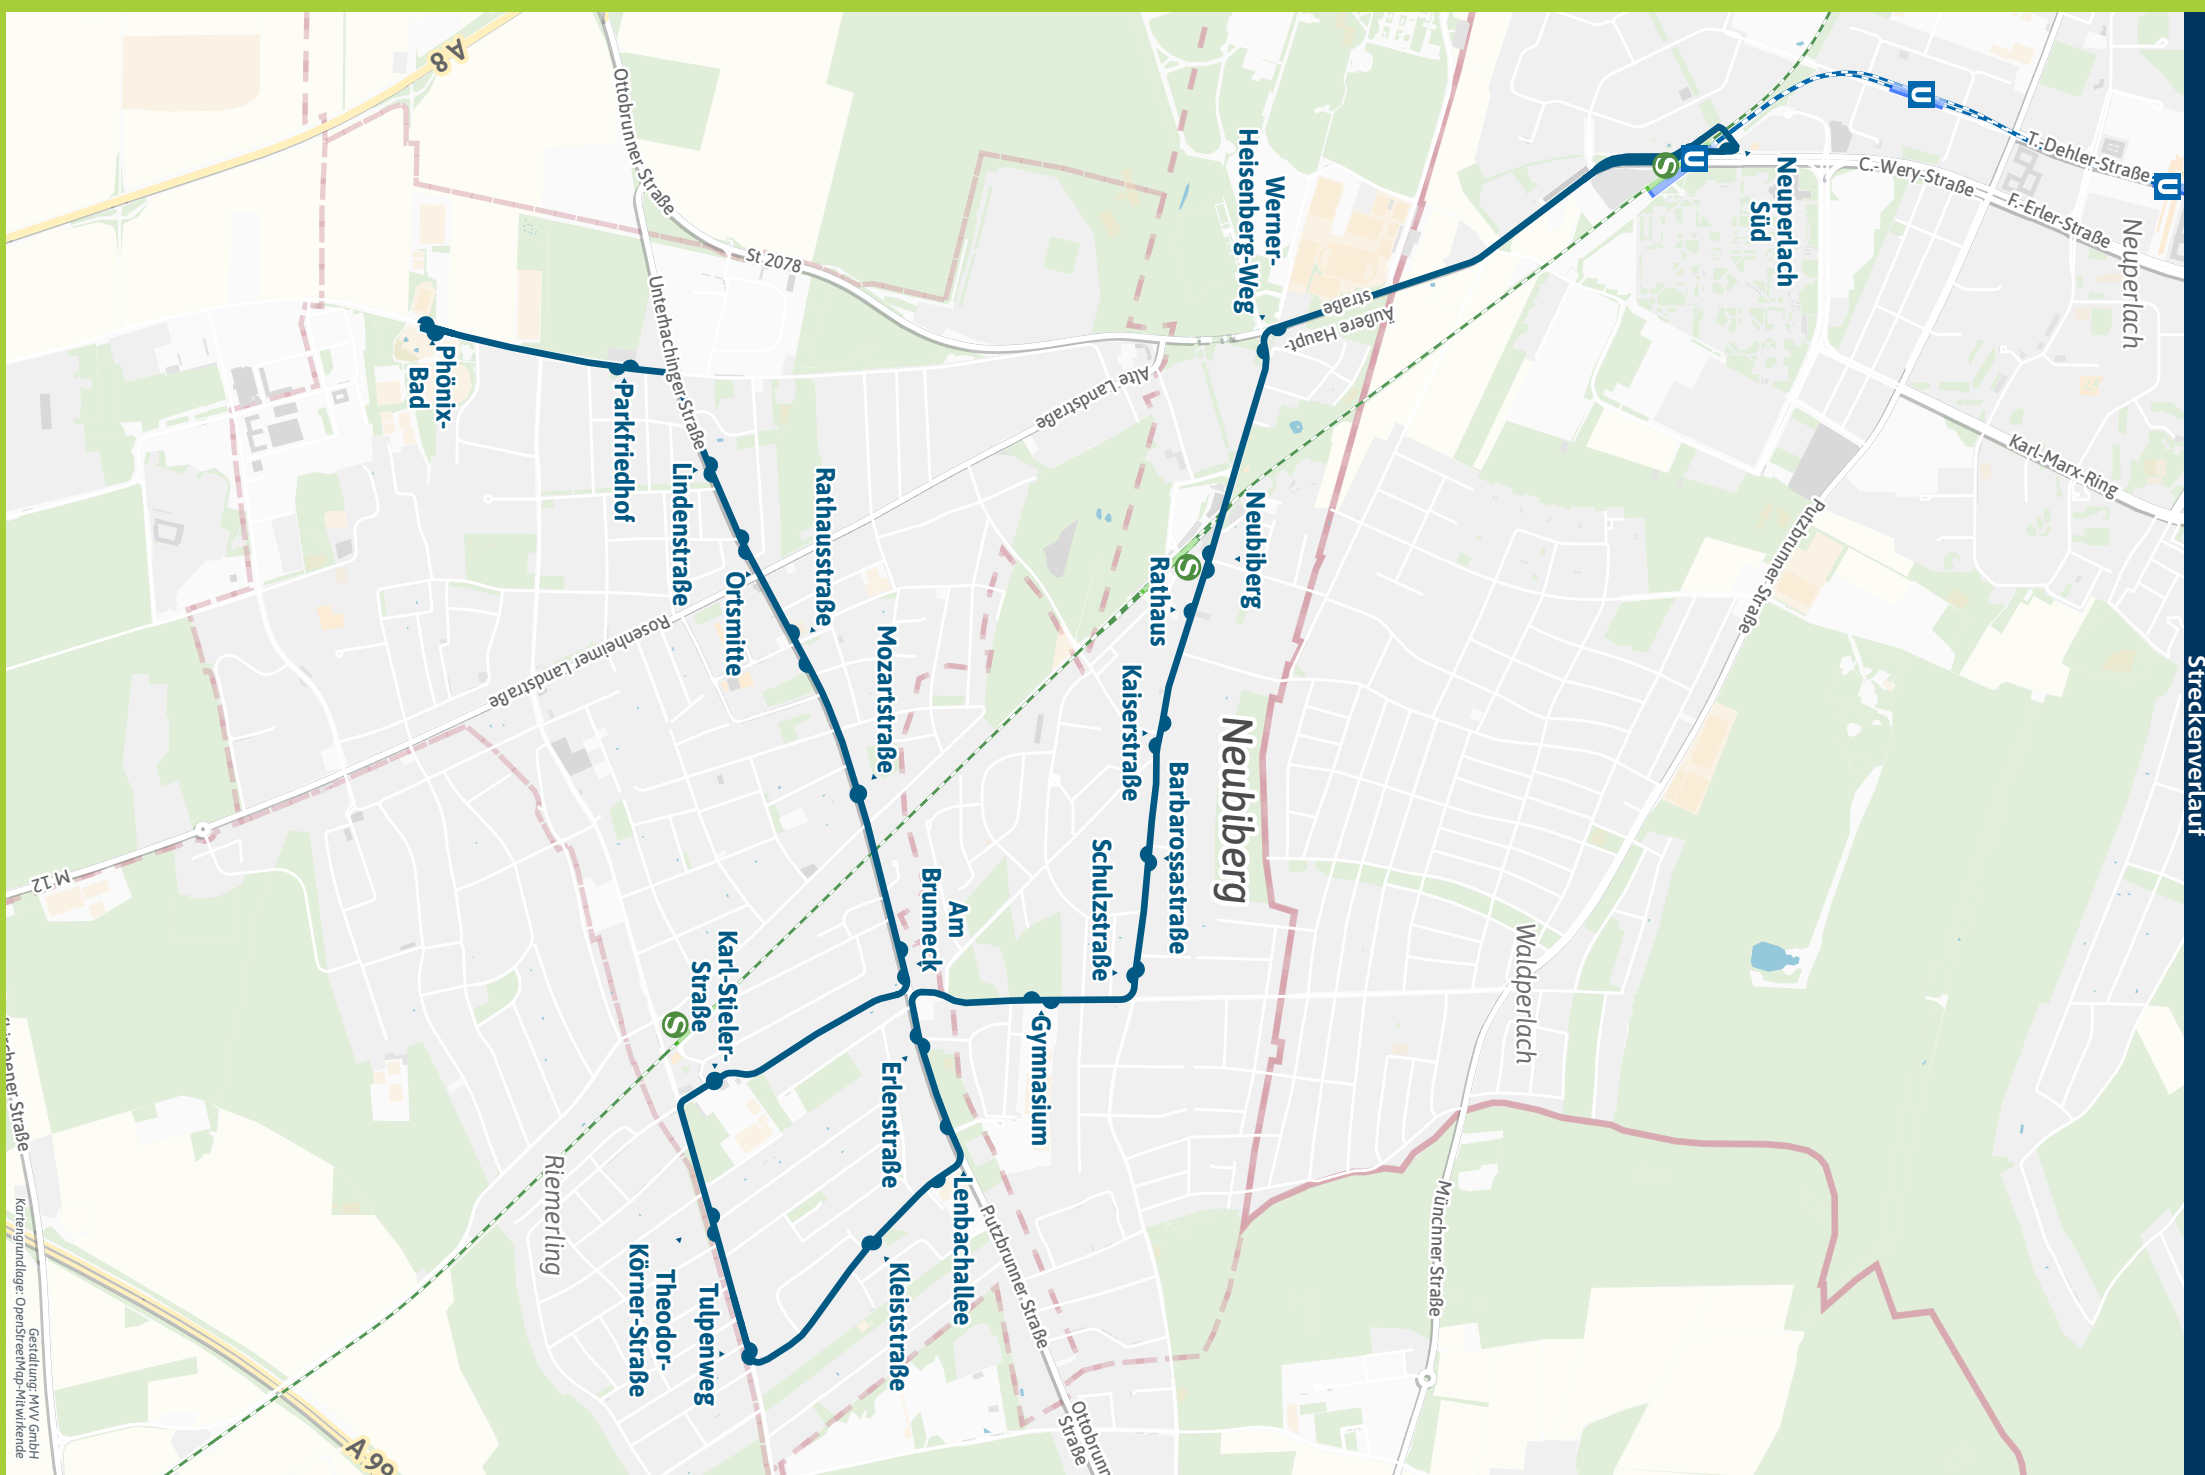 Streckenverlauf
Neuperlach
T.-Dehler-Straße
U
U
C.-Wery-Straße
F.-Erler-Straße
Karl-Marx-Ring
Neuperlach
Süd
U
S
Putzbrunner Straße
Waldperlach
Münchner Straße
Äußere Haupt-
straße
Werner-
Heisenberg-Weg
Neubiberg
S
Rathaus
Kaiserstraße
Neubiberg
Barbarossastraße
Schulzstraße
Gymnasium
Alte Landstraße
St 2078
Ottobrunner Straße
A 8
Unterhachinger Straße
Phönix-
Bad
Parkfriedhof
Lindenstraße
Ortsmitte
Rathausstraße
Mozartstraße
Am
Brunneck
Rosenheimer Landstraße
M 12
Karl-Stieler-
Straße
S
Erlenstraße
Lenbachallee
Kleiststraße
Putzbrunner Straße
Ottobrunn
Straße
Tulpenweg
Theodor-
Körner-Straße
Riemerling
A 99
Gestaltung: MVV GmbH
Kartengrundlage: OpenStreetMap-Mitwirkende